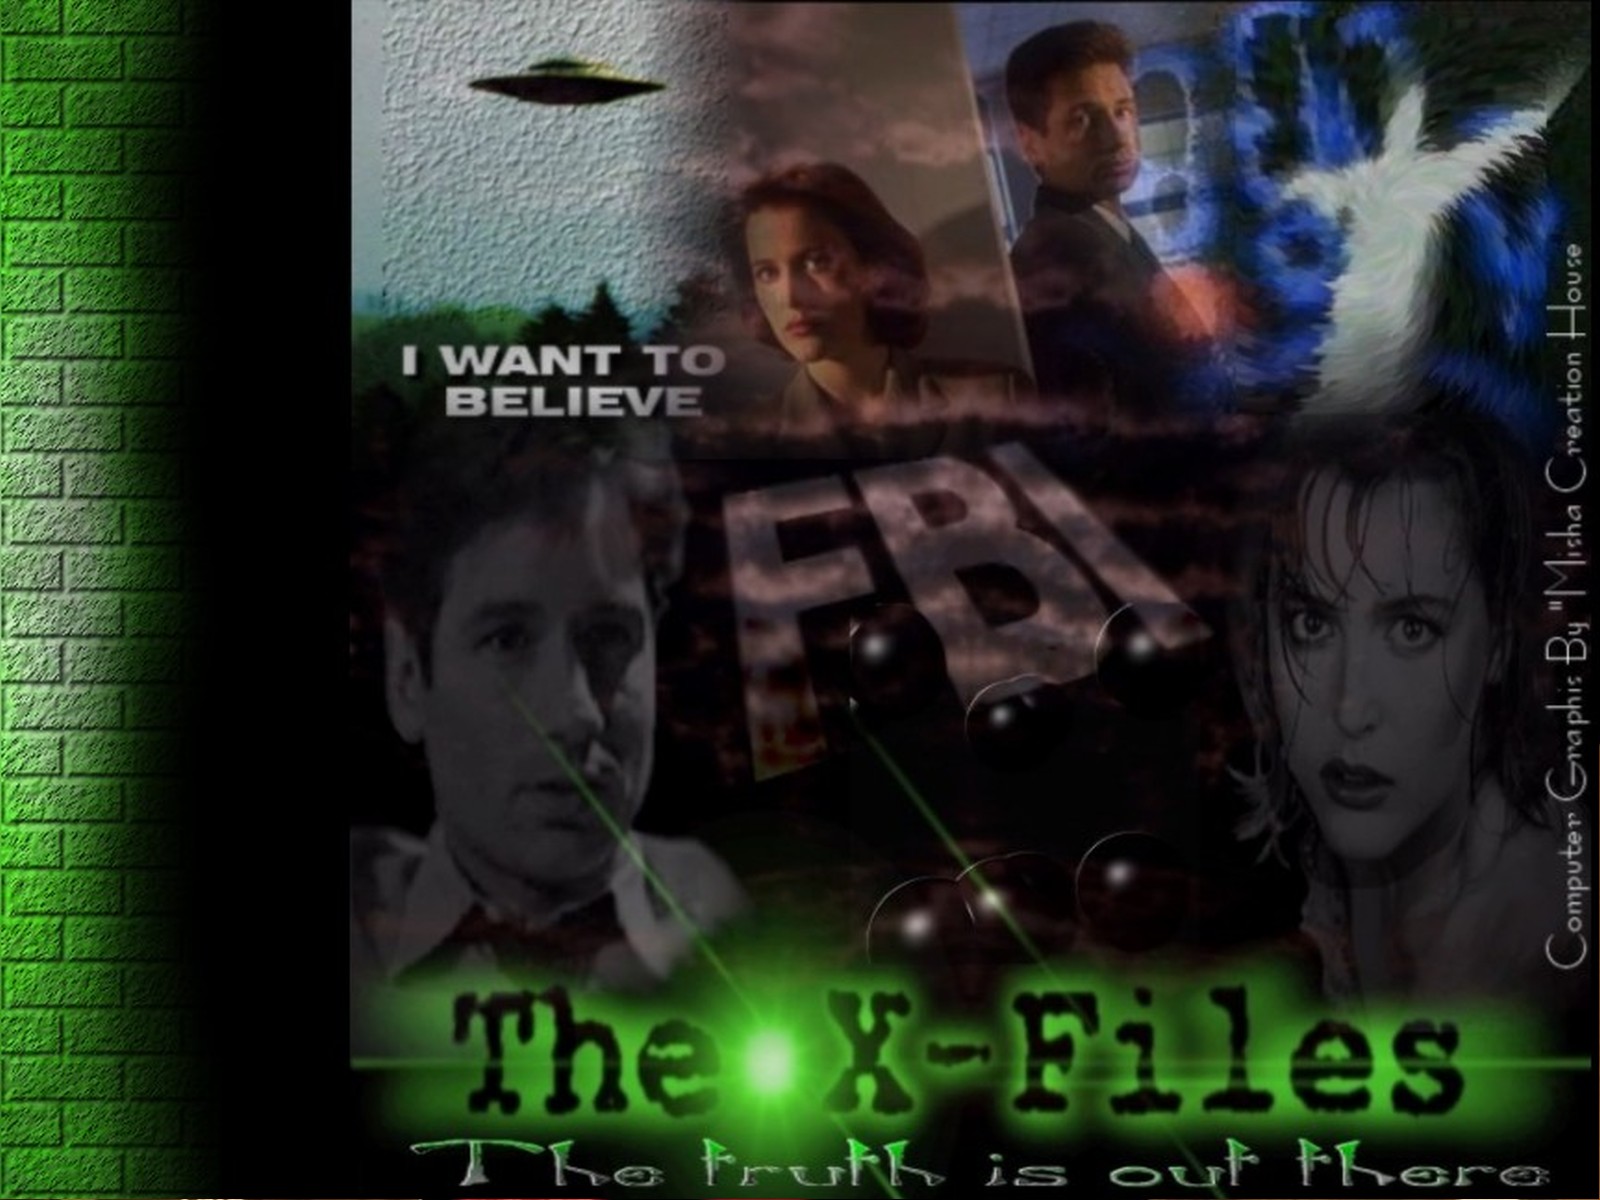 I WANT TO
BELIEVE
FBI
The X-Files
The truth is out there
Computer Graphis By "Misha Creation House